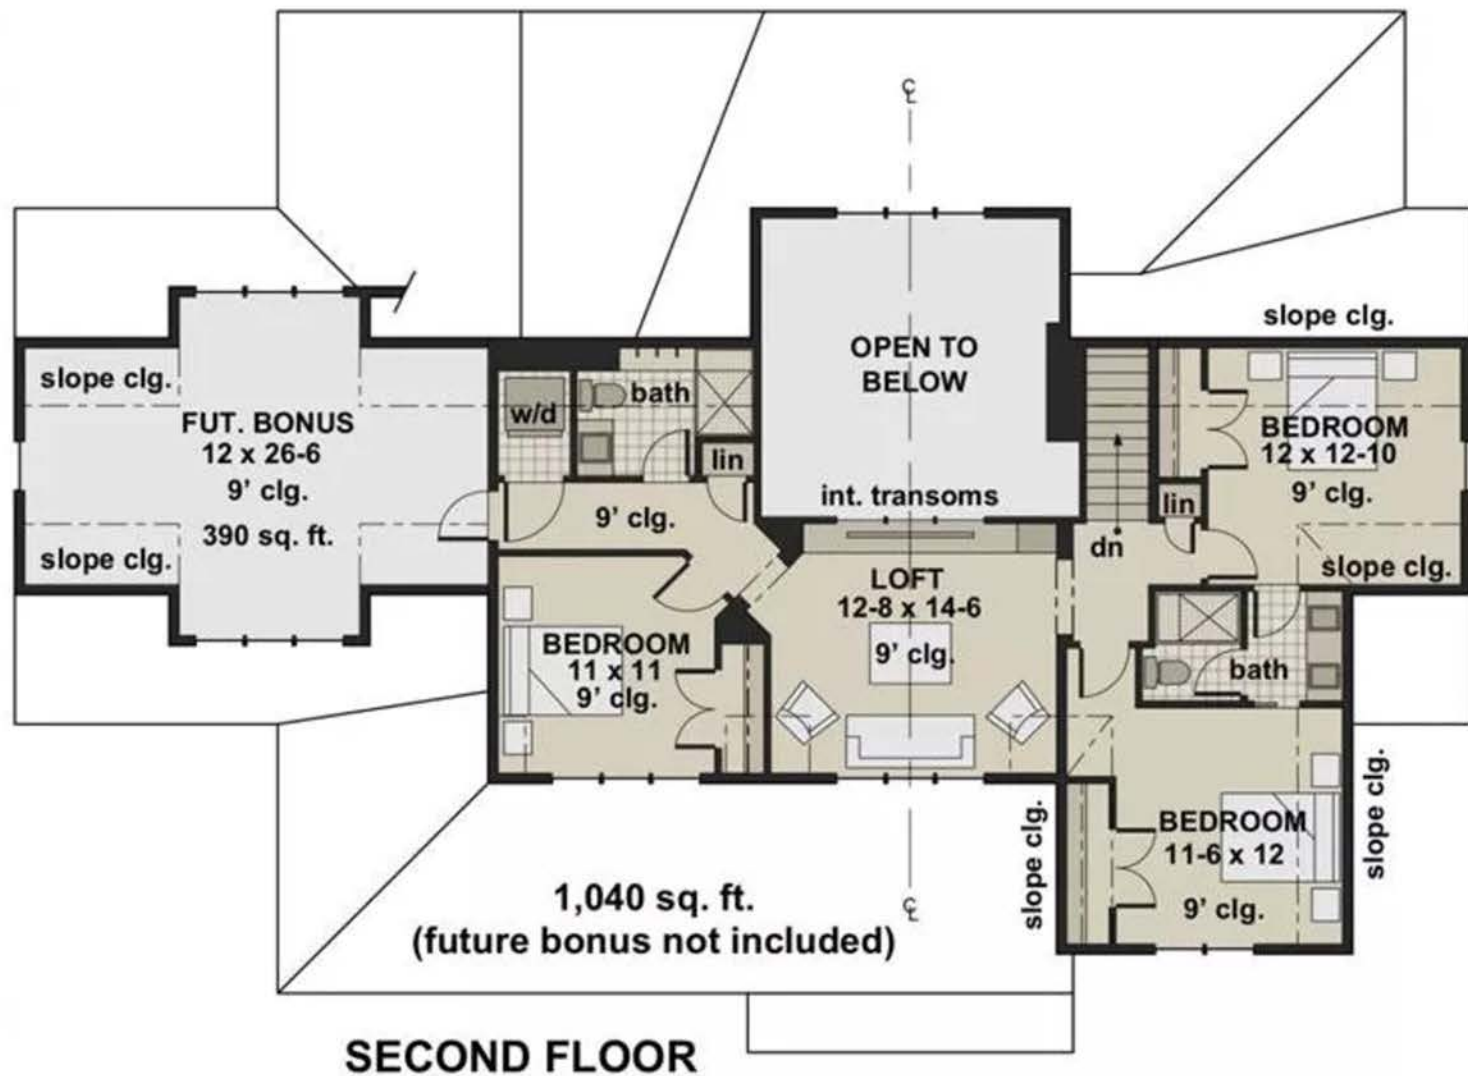 ℄
slope clg.
OPEN TO
BELOW
slope clg.
FUT. BONUS
12 x 26-6
9' clg.
390 sq. ft.
slope clg.
w/d
bath
lin
9' clg.
int. transoms
BEDROOM
12 x 12-10
9' clg.
lin
dn
slope clg.
LOFT
12-8 x 14-6
9' clg.
BEDROOM
11 x 11
9' clg.
bath
BEDROOM
11-6 x 12
9' clg.
slope clg.
slope clg.
℄
1,040 sq. ft.
(future bonus not included)
SECOND FLOOR